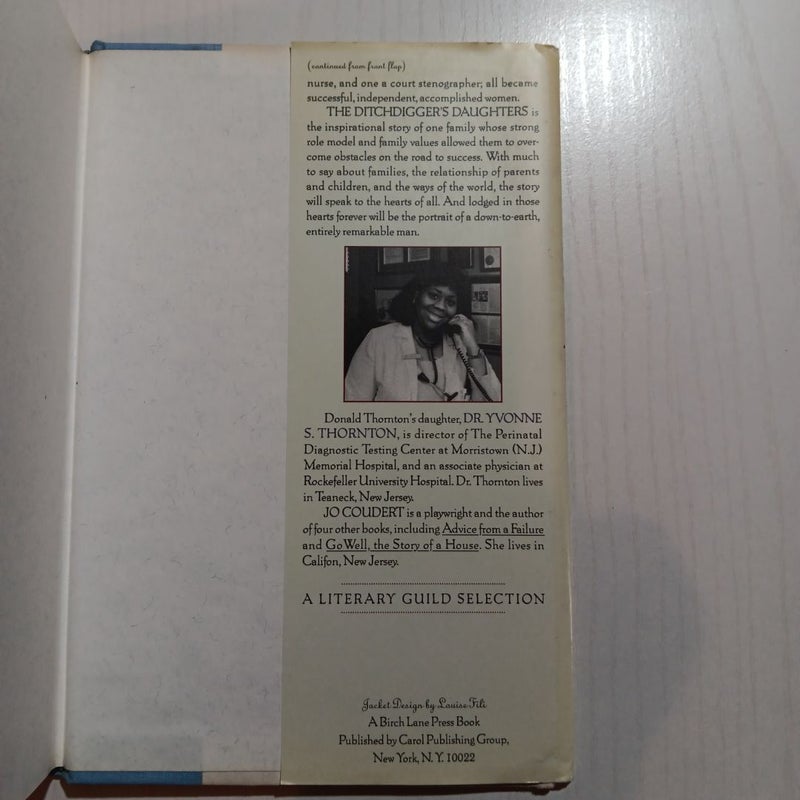 (continued from front flap)
nurse, and one a court stenographer; all became
successful, independent, accomplished women.
THE DITCHDIGGER'S DAUGHTERS is
the inspirational story of one family whose strong
role model and family values allowed them to over-
come obstacles on the road to success. With much
to say about families, the relationship of parents
and children, and the ways of the world, the story
will speak to the hearts of all. And lodged in those
hearts forever will be the portrait of a down-to-earth,
entirely remarkable man.
Donald Thornton's daughter, DR. YVONNE
S. THORNTON, is director of The Perinatal
Diagnostic Testing Center at Morristown (N.J.)
Memorial Hospital, and an associate physician at
Rockefeller University Hospital. Dr. Thornton lives
in Teaneck, New Jersey.
JO COUDERT is a playwright and the author
of four other books, including Advice from a Failure
and GoWell, the Story of a House. She lives in
Califon, New Jersey.
A LITERARY GUILD SELECTION
Jacket Design by Louise Fili
A Birch Lane Press Book
Published by Carol Publishing Group,
New York, N.Y. 10022